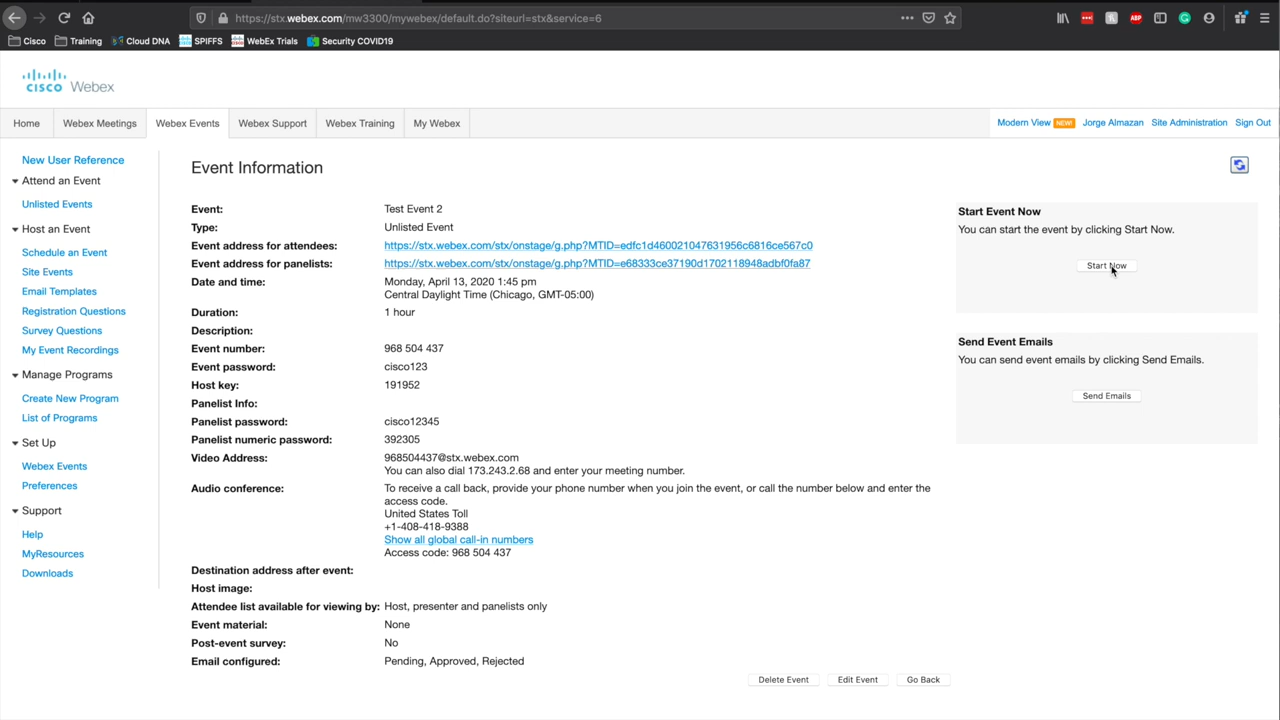 https://stx.webex.com/mw3300/mywebex/default.do?siteurl=stx&service=6
Cisco Training Cloud DNA SPIFFS WebEx Trials Security COVID19
cisco Webex
Home Webex Meetings Webex Events Webex Support Webex Training My Webex Modern View NEW! Jorge Almazan Site Administration Sign Out
New User Reference
Attend an Event
Unlisted Events
Host an Event
Schedule an Event
Site Events
Email Templates
Registration Questions
Survey Questions
My Event Recordings
Manage Programs
Create New Program
List of Programs
Set Up
Webex Events
Preferences
Support
Help
MyResources
Downloads
Event Information
Event: Test Event 2
Type: Unlisted Event
Event address for attendees: https://stx.webex.com/stx/onstage/g.php?MTID=edfc1d460021047631956c6816ce567c0
Event address for panelists: https://stx.webex.com/stx/onstage/g.php?MTID=e68333ce37190d1702118948adbf0fa87
Date and time: Monday, April 13, 2020 1:45 pm
Central Daylight Time (Chicago, GMT-05:00)
Duration: 1 hour
Description:
Event number: 968 504 437
Event password: cisco123
Host key: 191952
Panelist Info:
Panelist password: cisco12345
Panelist numeric password: 392305
Video Address: 968504437@stx.webex.com
You can also dial 173.243.2.68 and enter your meeting number.
Audio conference: To receive a call back, provide your phone number when you join the event, or call the number below and enter the
access code.
United States Toll
+1-408-418-9388
Show all global call-in numbers
Access code: 968 504 437
Destination address after event:
Host image:
Attendee list available for viewing by: Host, presenter and panelists only
Event material: None
Post-event survey: No
Email configured: Pending, Approved, Rejected
Delete Event Edit Event Go Back
Start Event Now
You can start the event by clicking Start Now.
Start Now
Send Event Emails
You can send event emails by clicking Send Emails.
Send Emails
ABP